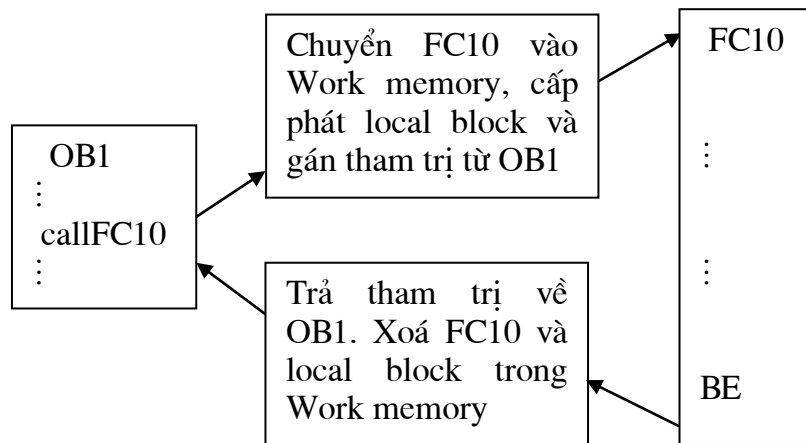 OB1
⋮
callFC10
⋮
Chuyển FC10 vào
Work memory, cấp
phát local block và
gán tham trị từ OB1
FC10
⋮
⋮
BE
Trả tham trị về
OB1. Xoá FC10 và
local block trong
Work memory